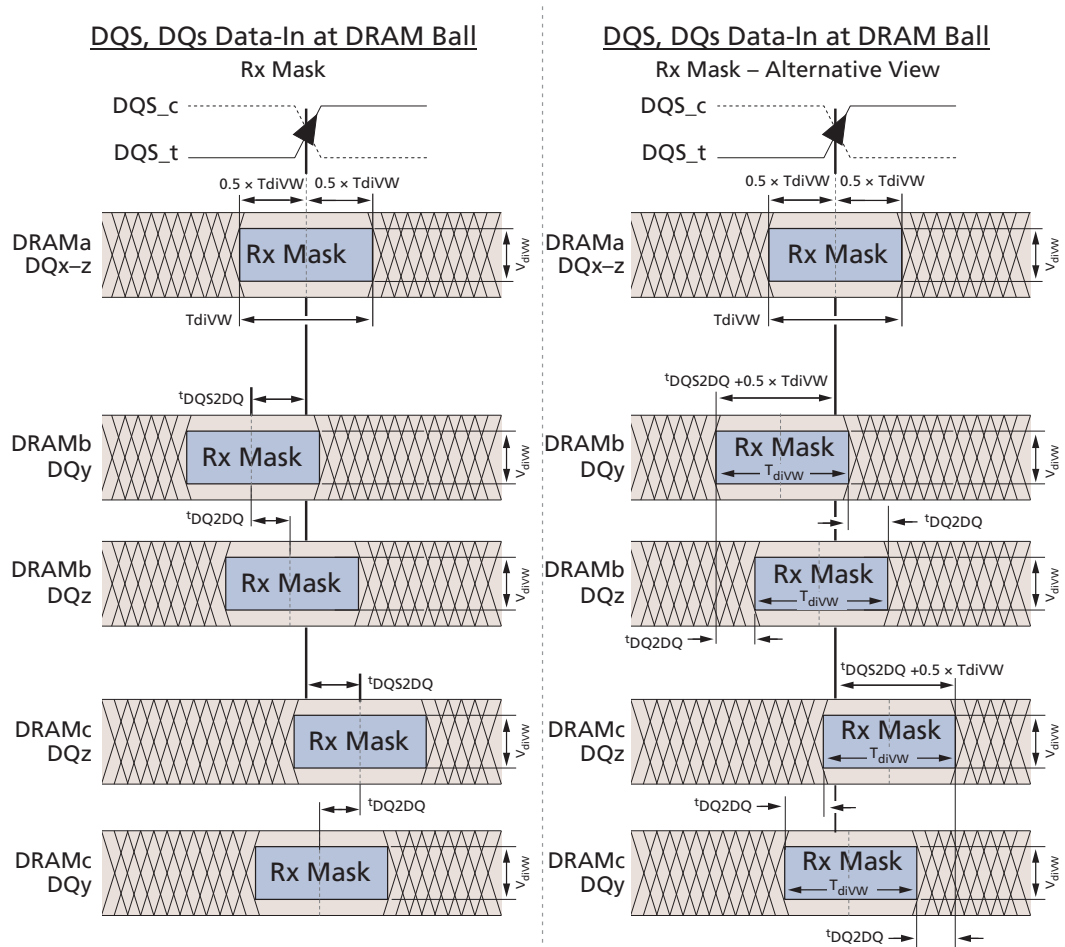 DQS, DQs Data-In at DRAM Ball
Rx Mask
DQS_c
DQS_t
0.5 × TdiVW
0.5 × TdiVW
DRAMa
DQx–z
Rx Mask
VdiVW
TdiVW
tDQS2DQ
DRAMb
DQy
Rx Mask
VdiVW
tDQ2DQ
DRAMb
DQz
Rx Mask
VdiVW
tDQS2DQ
DRAMc
DQz
Rx Mask
VdiVW
tDQ2DQ
DRAMc
DQy
Rx Mask
VdiVW
DQS, DQs Data-In at DRAM Ball
Rx Mask – Alternative View
DQS_c
DQS_t
0.5 × TdiVW
0.5 × TdiVW
DRAMa
DQx–z
Rx Mask
VdiVW
TdiVW
tDQS2DQ +0.5 × TdiVW
DRAMb
DQy
Rx Mask
TdiVW
VdiVW
tDQ2DQ
DRAMb
DQz
Rx Mask
TdiVW
VdiVW
tDQ2DQ
tDQS2DQ +0.5 × TdiVW
DRAMc
DQz
Rx Mask
TdiVW
VdiVW
tDQ2DQ
DRAMc
DQy
Rx Mask
TdiVW
VdiVW
tDQ2DQ